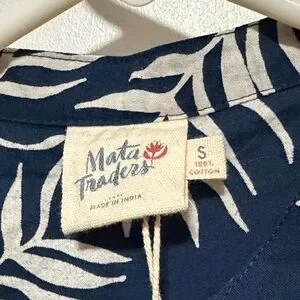 Mata
Traders
MADE IN INDIA
S
100%
COTTON